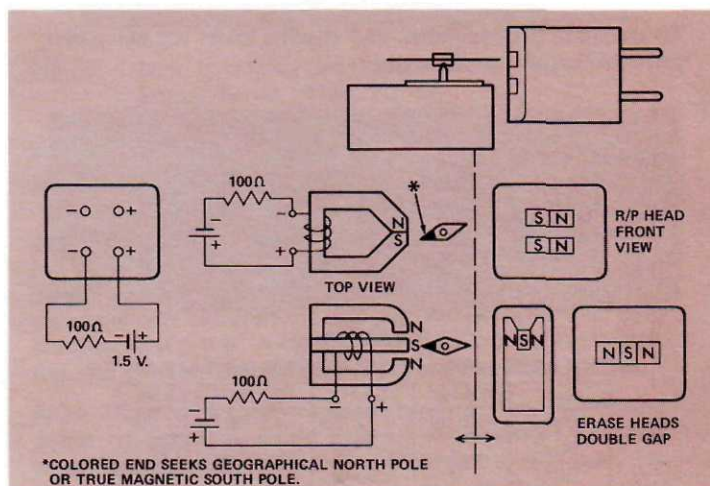 100Ω
−
+
−
+
N
S
*
TOP VIEW
S N
S N
R/P HEAD
FRONT
VIEW
− +
− +
100Ω
− +
1.5 V.
N
S
N
100Ω
−
+
−
+
N S N
N S N
ERASE HEADS
DOUBLE GAP
*COLORED END SEEKS GEOGRAPHICAL NORTH POLE
OR TRUE MAGNETIC SOUTH POLE.